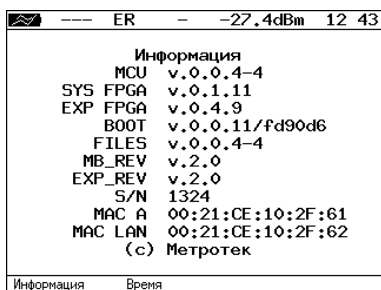 --- ER - -27.4dBm 12 43
Информация
MCU v.0.0.4-4
SYS FPGA v.0.1.11
EXP FPGA v.0.4.9
BOOT v.0.0.11/fd90d6
FILES v.0.0.4-4
MB_REV v.2.0
EXP_REV v.2.0
S/N 1324
MAC A 00:21:CE:10:2F:61
MAC LAN 00:21:CE:10:2F:62
(c) Метротек
Информация Время